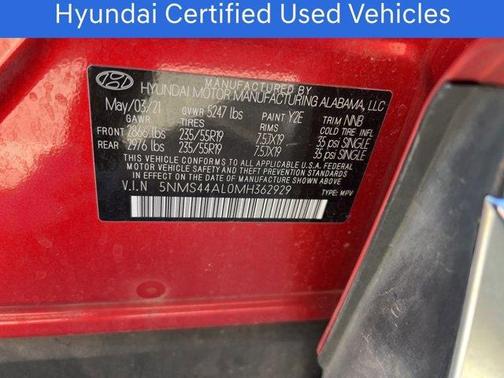 Hyundai Certified Used Vehicles
MANUFACTURED BY
HYUNDAI MOTOR MANUFACTURING ALABAMA, LLC
May/03/21 GVWR 5247 lbs PAINT Y2E TRIM NNB
GAWR TIRES RIMS COLD TIRE INFL.
FRONT 2866 lbs 235/55R19 7.5JX19 35 psi SINGLE
REAR 2976 lbs 235/55R19 7.5JX19 35 psi SINGLE
THIS VEHICLE CONFORMS TO ALL APPLICABLE U.S.A. FEDERAL
MOTOR VEHICLE SAFETY AND THEFT PREVENTION
STANDARDS IN EFFECT ON THE DATE OF
MANUFACTURE SHOWN ABOVE.
V.I.N 5NMS44AL0MH362929 TYPE: MPV